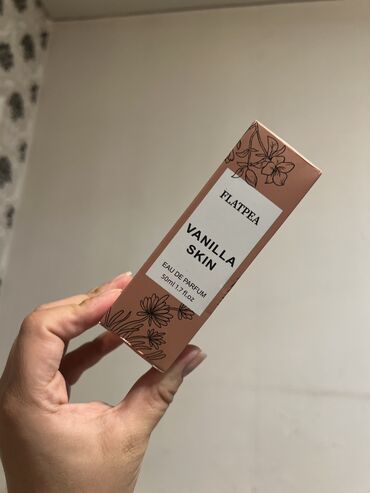 FLATPEA
VANILLA
SKIN
EAU DE PARFUM
50ml 1.7 fl.oz